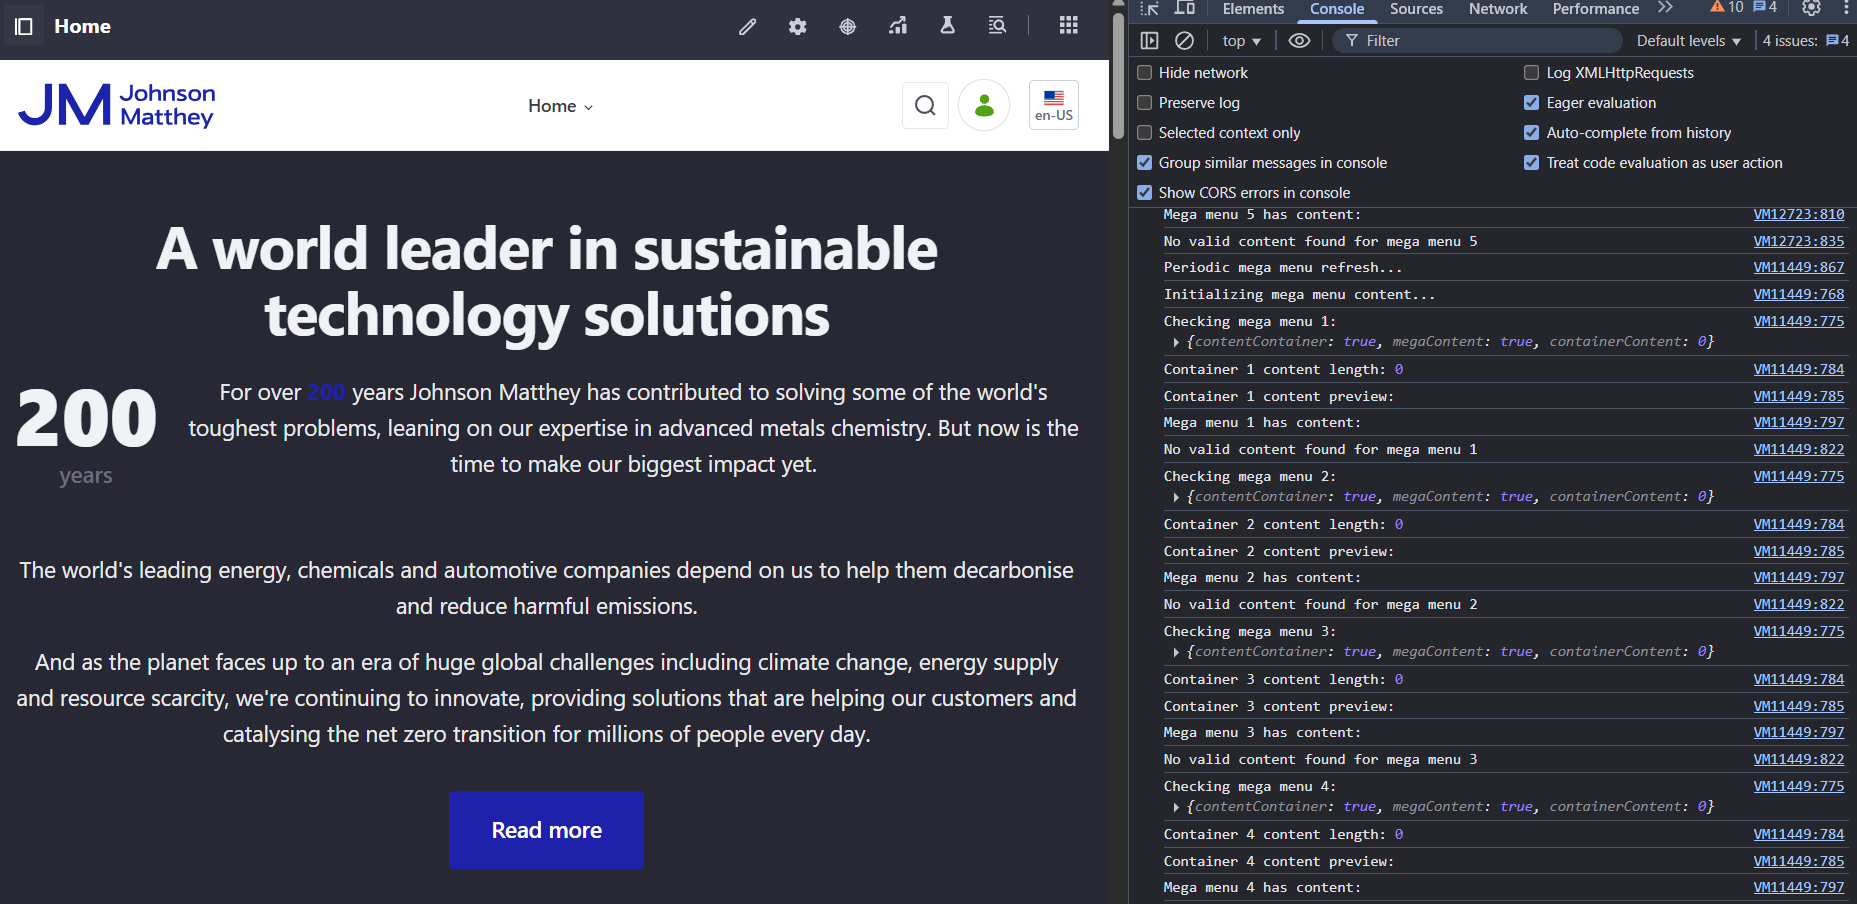 Home
JM Johnson
Matthey
Home
en-US
A world leader in sustainable
technology solutions
200
years
For over 200 years Johnson Matthey has contributed to solving some of the world's
toughest problems, leaning on our expertise in advanced metals chemistry. But now is the
time to make our biggest impact yet.
The world's leading energy, chemicals and automotive companies depend on us to help them decarbonise
and reduce harmful emissions.
And as the planet faces up to an era of huge global challenges including climate change, energy supply
and resource scarcity, we're continuing to innovate, providing solutions that are helping our customers and
catalysing the net zero transition for millions of people every day.
Read more
Elements Console Sources Network Performance 10 4
top Filter Default levels 4 issues: 4
Hide network Log XMLHttpRequests
Preserve log Eager evaluation
Selected context only Auto-complete from history
Group similar messages in console Treat code evaluation as user action
Show CORS errors in console
Mega menu 5 has content: VM12723:810
No valid content found for mega menu 5 VM12723:835
Periodic mega menu refresh... VM11449:867
Initializing mega menu content... VM11449:768
Checking mega menu 1: VM11449:775
{contentContainer: true, megaContent: true, containerContent: 0}
Container 1 content length: 0 VM11449:784
Container 1 content preview: VM11449:785
Mega menu 1 has content: VM11449:797
No valid content found for mega menu 1 VM11449:822
Checking mega menu 2: VM11449:775
{contentContainer: true, megaContent: true, containerContent: 0}
Container 2 content length: 0 VM11449:784
Container 2 content preview: VM11449:785
Mega menu 2 has content: VM11449:797
No valid content found for mega menu 2 VM11449:822
Checking mega menu 3: VM11449:775
{contentContainer: true, megaContent: true, containerContent: 0}
Container 3 content length: 0 VM11449:784
Container 3 content preview: VM11449:785
Mega menu 3 has content: VM11449:797
No valid content found for mega menu 3 VM11449:822
Checking mega menu 4: VM11449:775
{contentContainer: true, megaContent: true, containerContent: 0}
Container 4 content length: 0 VM11449:784
Container 4 content preview: VM11449:785
Mega menu 4 has content: VM11449:797